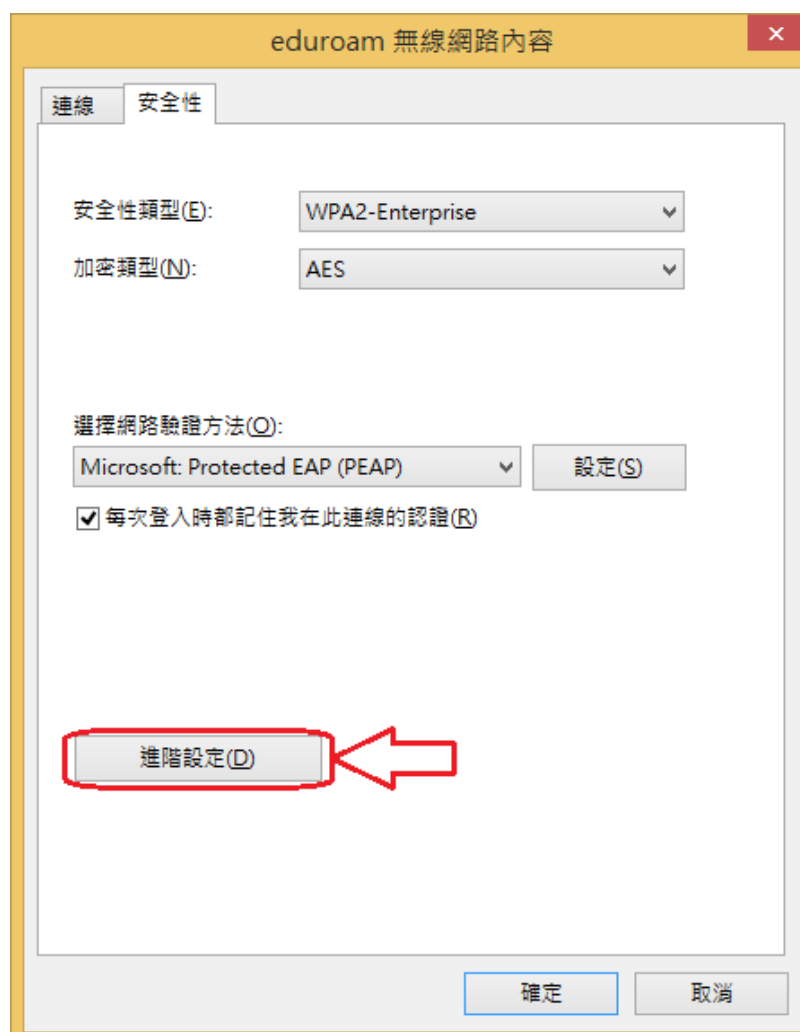 eduroam 無線網路內容
連線 安全性
安全性類型(E): WPA2-Enterprise
加密類型(N): AES
選擇網路驗證方法(O):
Microsoft: Protected EAP (PEAP) 設定(S)
每次登入時都記住我在此連線的認證(R)
進階設定(D)
確定 取消